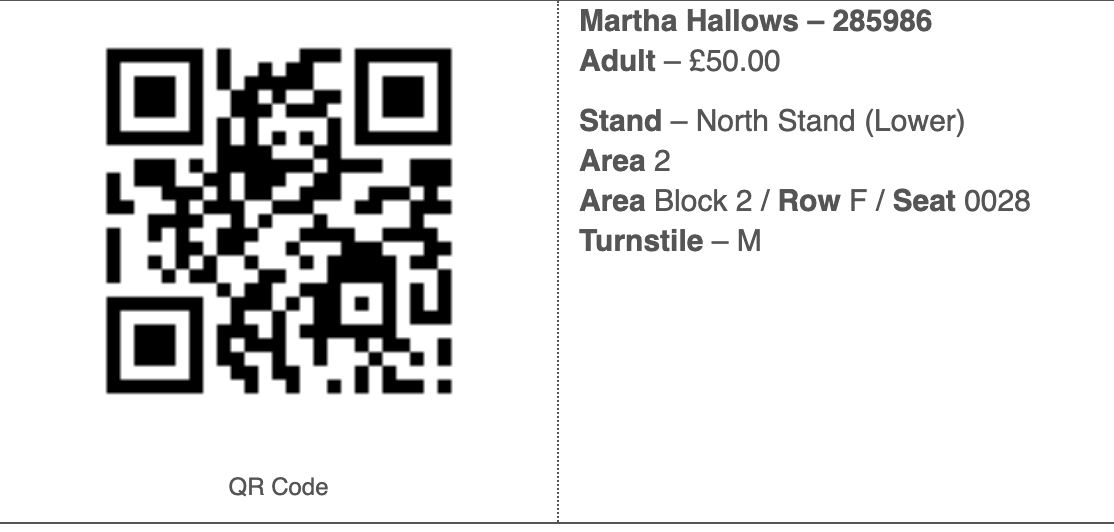 Martha Hallows – 285986
Adult – £50.00
Stand – North Stand (Lower)
Area 2
Area Block 2 / Row F / Seat 0028
Turnstile – M
QR Code